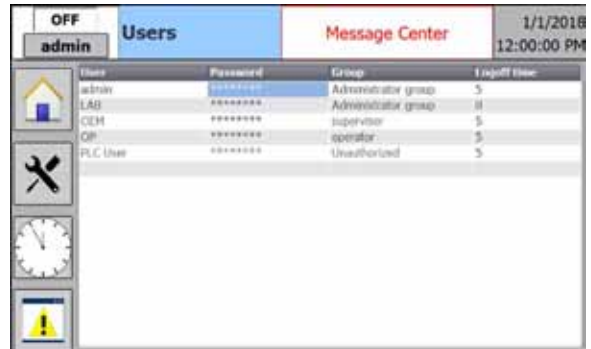 OFF
admin
Users
Message Center
1/1/2018
12:00:00 PM
User Password Group Logoff time
admin ******** Administrator group 5
LAB ******** Administrator group
OEM ******** supervisor 5
OP ******** operator 5
PLC User ******** Unauthorized 5